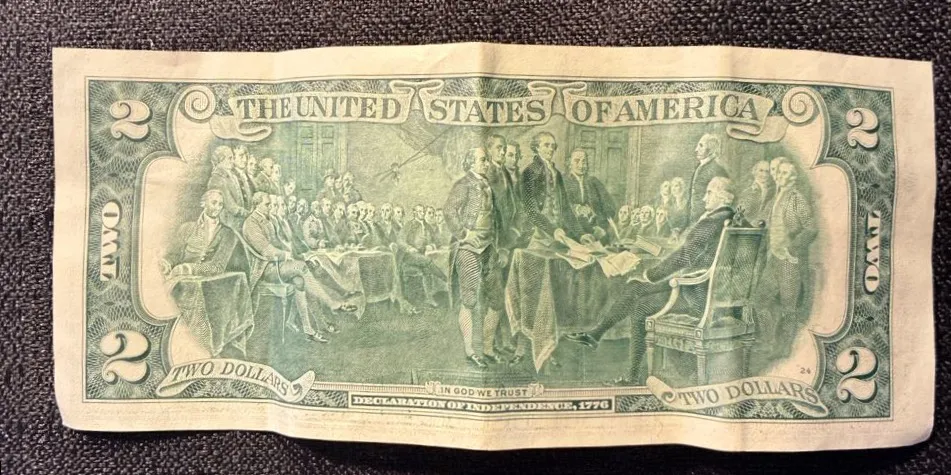 2 THE UNITED STATES OF AMERICA 2
TWO TWO
2 2
24
TWO DOLLARS IN GOD WE TRUST TWO DOLLARS
DECLARATION OF INDEPENDENCE, 1776